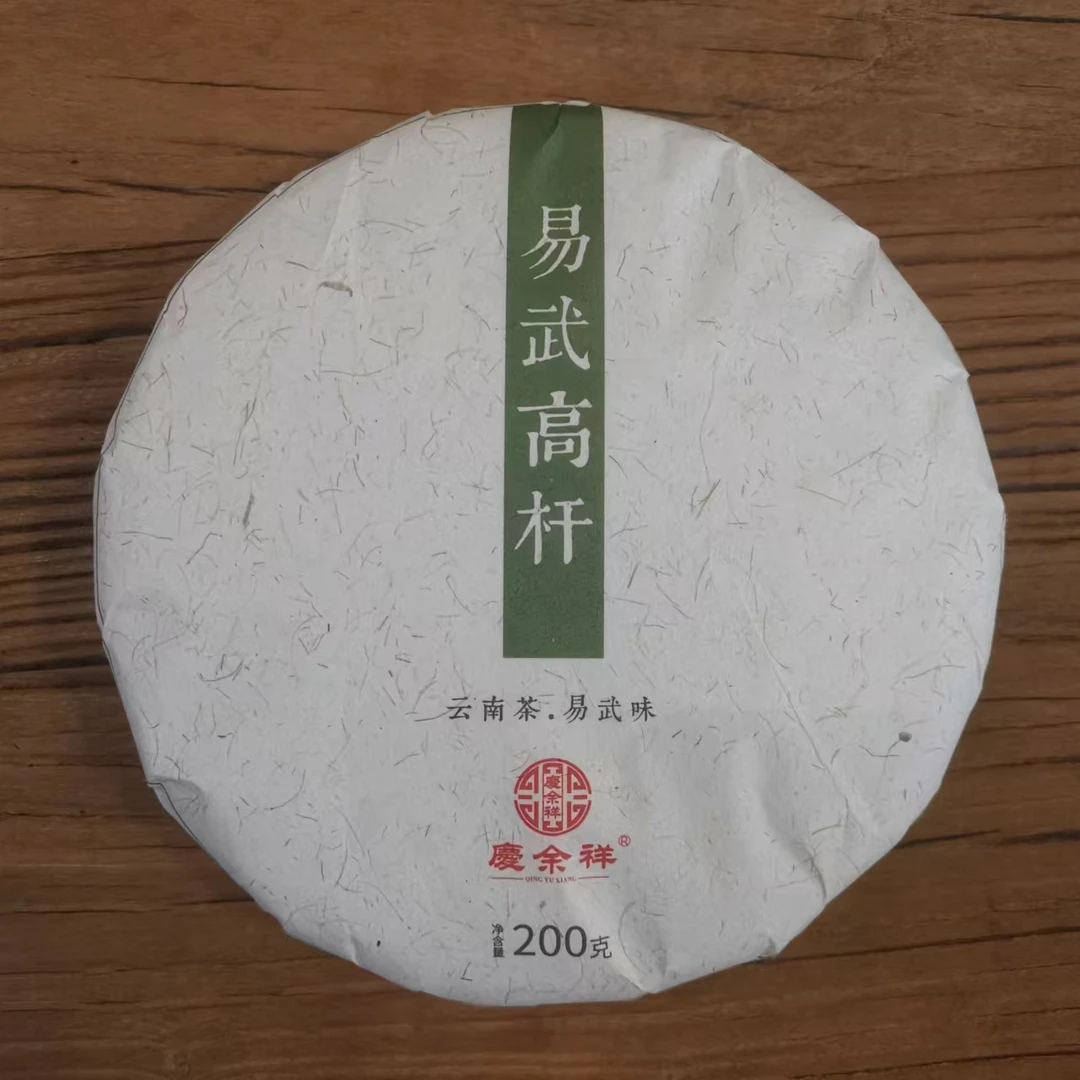 易武高杆
云南茶.易武味
慶余祥
慶余祥®
QING YU XIANG
净含量 200克